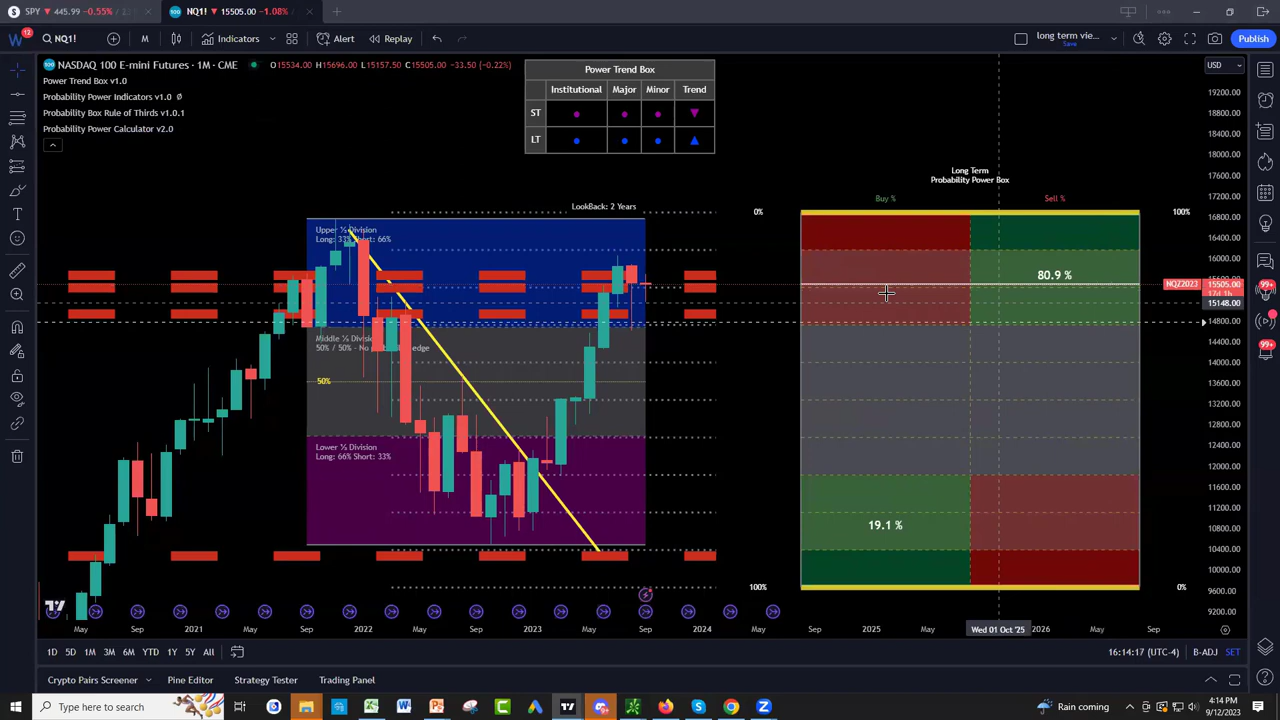 SPY ▼ 445.99 −0.55%
NQ1! ▼ 15505.00 −1.08%
NQ1!
M
Indicators
Alert
Replay
long term vie...
Save
Publish
NASDAQ 100 E-mini Futures · 1M · CME
O15534.00 H15696.00 L15157.50 C15505.00 −33.50 (−0.22%)
USD
Power Trend Box v1.0
Probability Power Indicators v1.0
Probability Box Rule of Thirds v1.0.1
Probability Power Calculator v2.0
Power Trend Box
Institutional Major Minor Trend
ST
LT
Long Term
Probability Power Box
Buy % Sell %
LookBack: 2 Years
0% 100%
Upper ⅓ Division
Long: 33% Short: 66%
80.9 %
Middle ⅓ Division
50%
Lower ⅓ Division
Long: 66% Short: 33%
19.1 %
100% 0%
19200.00
18800.00
18400.00
18000.00
17600.00
17200.00
16800.00
16400.00
16000.00
NQZ2023 15505.00
17d 1h
15148.00
14800.00
14400.00
14000.00
13600.00
13200.00
12800.00
12400.00
12000.00
11600.00
11200.00
10800.00
10400.00
10000.00
9600.00
9200.00
May Sep 2021 May Sep 2022 May Sep 2023 May Sep 2024 May Sep 2025 May Wed 01 Oct '25 2026 May Sep
1D 5D 1M 3M 6M YTD 1Y 5Y All
16:14:17 (UTC-4) B-ADJ SET
Crypto Pairs Screener Pine Editor Strategy Tester Trading Panel
Type here to search
Rain coming
4:14 PM
9/12/2023
12
99+
99+